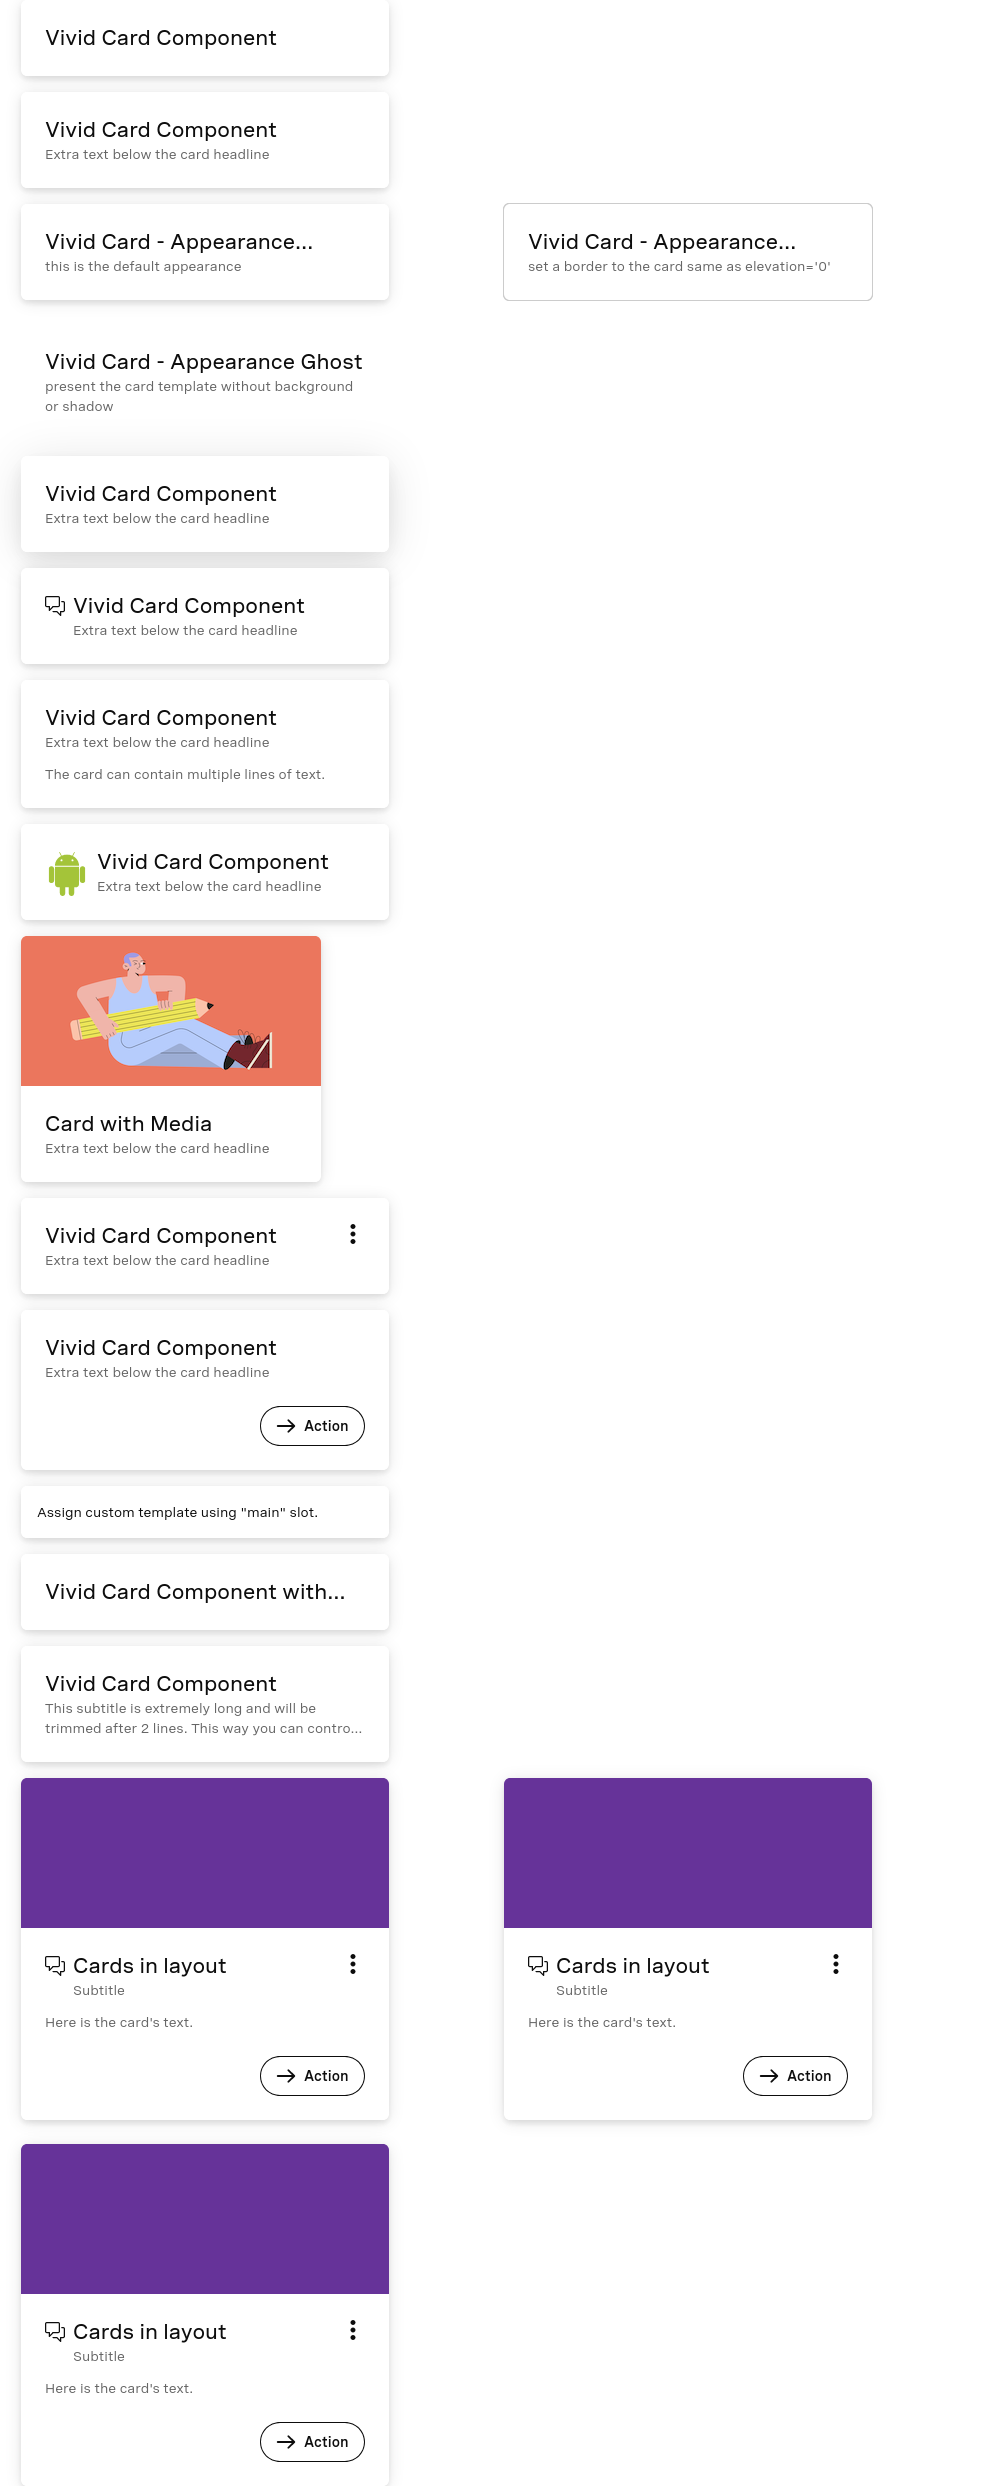 Vivid Card Component
Vivid Card Component
Extra text below the card headline
Vivid Card - Appearance...
this is the default appearance
Vivid Card - Appearance...
set a border to the card same as elevation='0'
Vivid Card - Appearance Ghost
present the card template without background
or shadow
Vivid Card Component
Extra text below the card headline
Vivid Card Component
Extra text below the card headline
Vivid Card Component
Extra text below the card headline
The card can contain multiple lines of text.
Vivid Card Component
Extra text below the card headline
Card with Media
Extra text below the card headline
Vivid Card Component
Extra text below the card headline
Vivid Card Component
Extra text below the card headline
Action
Assign custom template using "main" slot.
Vivid Card Component with...
Vivid Card Component
This subtitle is extremely long and will be
trimmed after 2 lines. This way you can contro...
Cards in layout
Subtitle
Here is the card's text.
Action
Cards in layout
Subtitle
Here is the card's text.
Action
Cards in layout
Subtitle
Here is the card's text.
Action